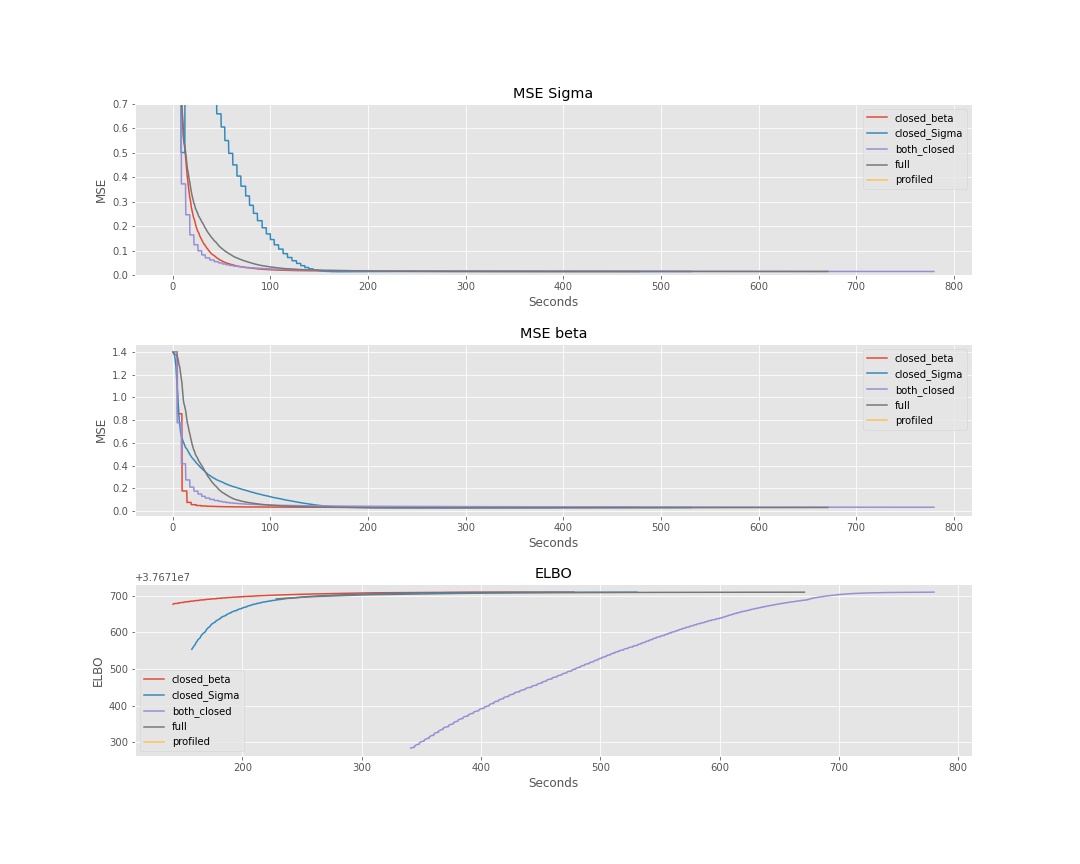 MSE Sigma
0.7
0.6
0.5
0.4
0.3
0.2
0.1
0.0
MSE
closed_beta
closed_Sigma
both_closed
full
profiled
0 100 200 300 400 500 600 700 800
Seconds
MSE beta
1.4
1.2
1.0
0.8
0.6
0.4
0.2
0.0
MSE
closed_beta
closed_Sigma
both_closed
full
profiled
0 100 200 300 400 500 600 700 800
Seconds
ELBO
+3.7671e7
700
600
500
400
300
ELBO
closed_beta
closed_Sigma
both_closed
full
profiled
200 300 400 500 600 700 800
Seconds